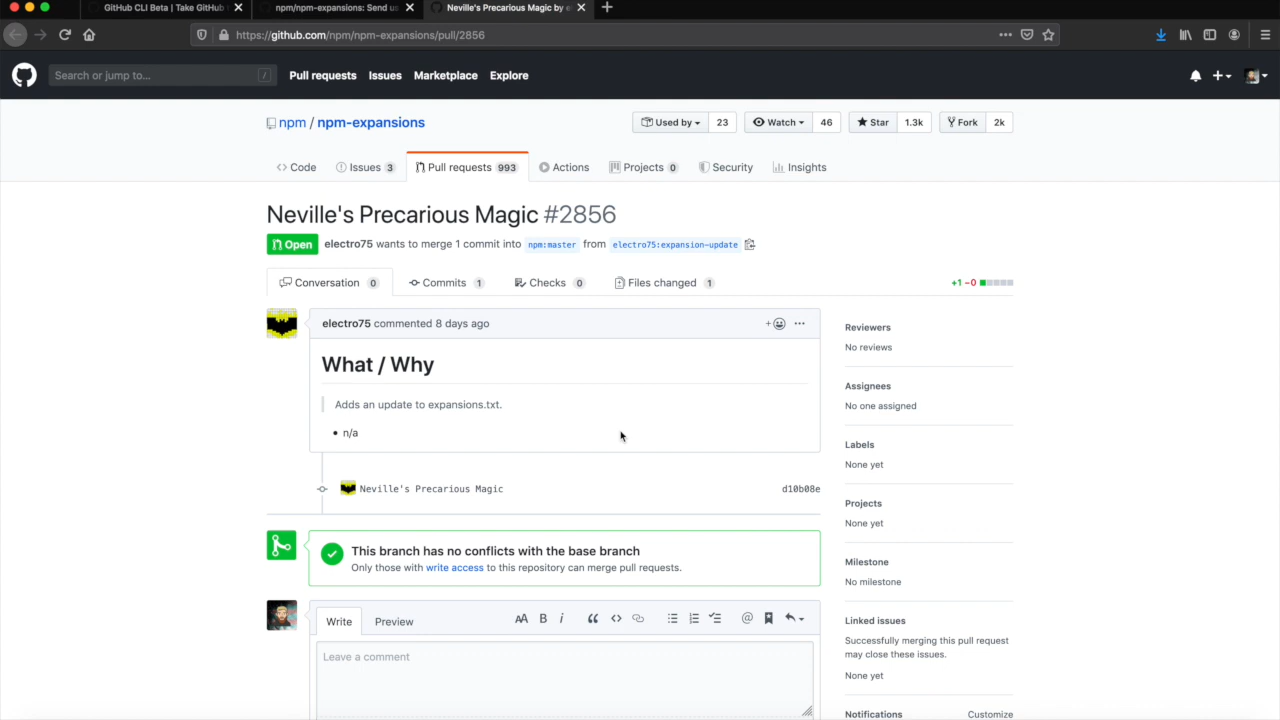 GitHub CLI Beta | Take GitHub
npm/npm-expansions: Send us
Neville's Precarious Magic by e
https://github.com/npm/npm-expansions/pull/2856
Search or jump to... /
Pull requests Issues Marketplace Explore
npm / npm-expansions
Used by 23 Watch 46 Star 1.3k Fork 2k
Code Issues 3 Pull requests 993 Actions Projects 0 Security Insights
Neville's Precarious Magic #2856
Open electro75 wants to merge 1 commit into npm:master from electro75:expansion-update
Conversation 0 Commits 1 Checks 0 Files changed 1 +1 −0
electro75 commented 8 days ago
What / Why
Adds an update to expansions.txt.
• n/a
Neville's Precarious Magic d10b08e
This branch has no conflicts with the base branch
Only those with write access to this repository can merge pull requests.
Write Preview AA B i @
Leave a comment
Reviewers
No reviews
Assignees
No one assigned
Labels
None yet
Projects
None yet
Milestone
No milestone
Linked issues
Successfully merging this pull request
may close these issues.
None yet
Notifications Customize